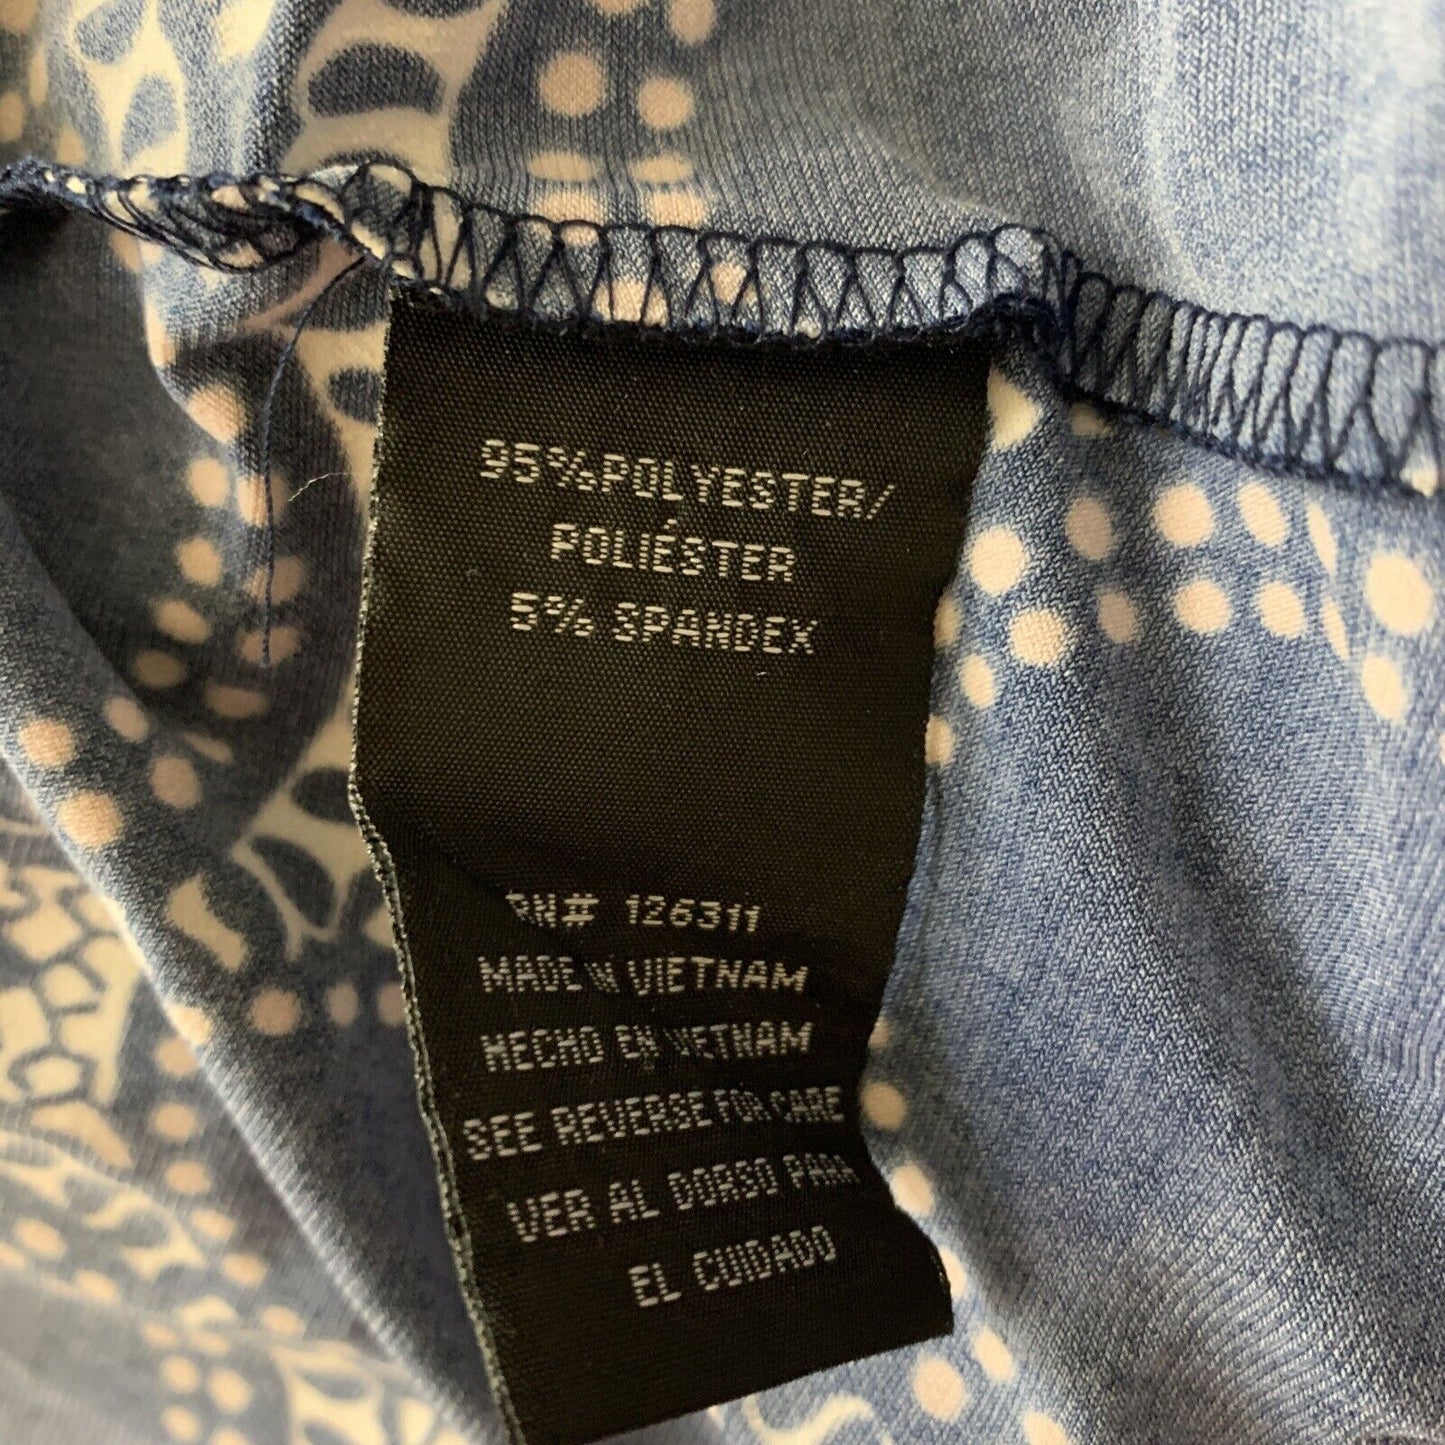 95%POLYESTER/
POLIÉSTER
5% SPANDEX
RN# 126311
MADE IN VIETNAM
HECHO EN VIETNAM
SEE REVERSE FOR CARE
VER AL DORSO PARA
EL CUIDADO